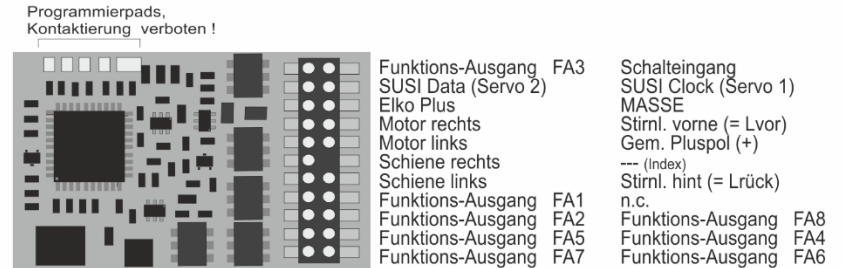 Programmierpads,
Kontaktierung verboten !
Funktions-Ausgang FA3 Schalteingang
SUSI Data (Servo 2) SUSI Clock (Servo 1)
Elko Plus MASSE
Motor rechts Stirnl. vorne (= Lvor)
Motor links Gem. Pluspol (+)
Schiene rechts --- (Index)
Schiene links Stirnl. hint (= Lrück)
Funktions-Ausgang FA1 n.c.
Funktions-Ausgang FA2 Funktions-Ausgang FA8
Funktions-Ausgang FA5 Funktions-Ausgang FA4
Funktions-Ausgang FA7 Funktions-Ausgang FA6